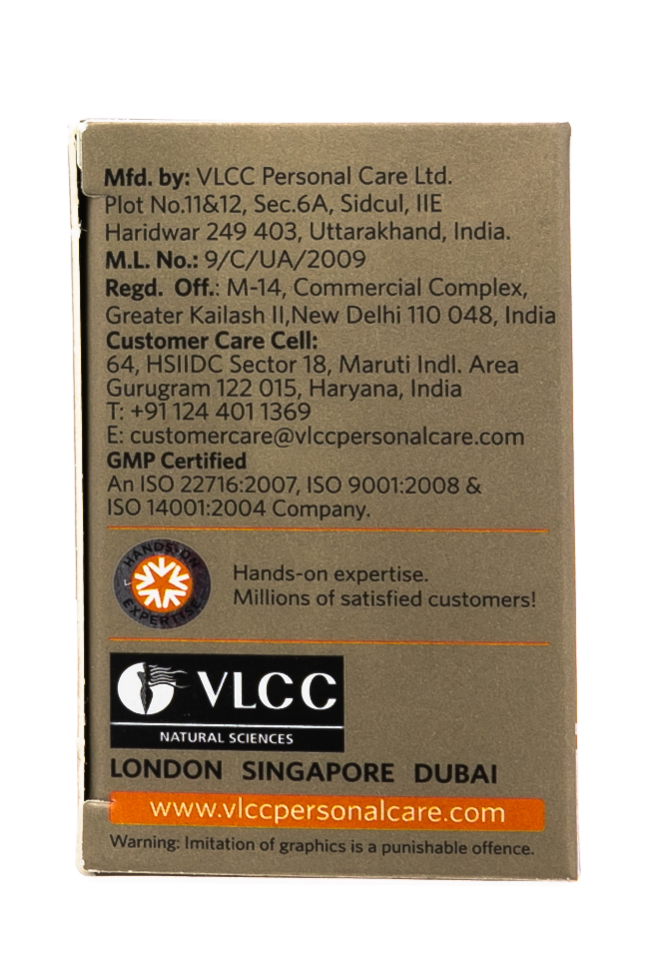 Mfd. by: VLCC Personal Care Ltd.
Plot No.11&12, Sec.6A, Sidcul, IIE
Haridwar 249 403, Uttarakhand, India.
M.L. No.: 9/C/UA/2009
Regd. Off.: M-14, Commercial Complex,
Greater Kailash II,New Delhi 110 048, India
Customer Care Cell:
64, HSIIDC Sector 18, Maruti Indl. Area
Gurugram 122 015, Haryana, India
T: +91 124 401 1369
E: customercare@vlccpersonalcare.com
GMP Certified
An ISO 22716:2007, ISO 9001:2008 &
ISO 14001:2004 Company.
HANDS-ON
EXPERTISE
Hands-on expertise.
Millions of satisfied customers!
VLCC
NATURAL SCIENCES
LONDON SINGAPORE DUBAI
www.vlccpersonalcare.com
Warning: Imitation of graphics is a punishable offence.